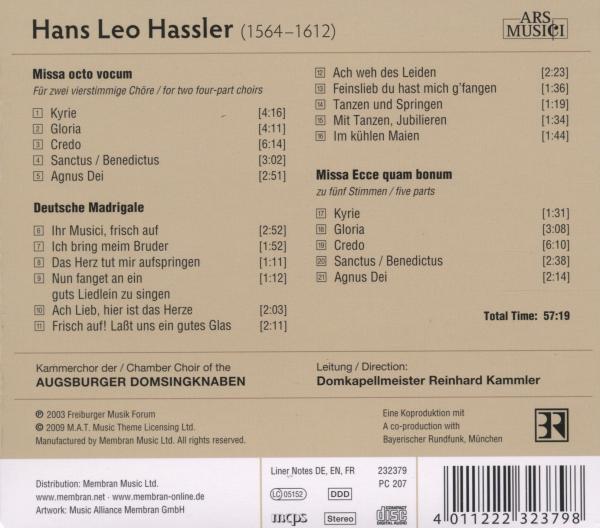 Hans Leo Hassler (1564–1612)
ARS
MUSICI
Missa octo vocum
Für zwei vierstimmige Chöre / for two four-part choirs
1 Kyrie [4:16]
2 Gloria [4:11]
3 Credo [6:14]
4 Sanctus / Benedictus [3:02]
5 Agnus Dei [2:51]
Deutsche Madrigale
6 Ihr Musici, frisch auf [2:52]
7 Ich bring meim Bruder [1:52]
8 Das Herz tut mir aufspringen [1:11]
9 Nun fanget an ein [1:12]
guts Liedlein zu singen
10 Ach Lieb, hier ist das Herze [2:03]
11 Frisch auf! Laßt uns ein gutes Glas [2:11]
12 Ach weh des Leiden [2:23]
13 Feinslieb du hast mich g'fangen [1:36]
14 Tanzen und Springen [1:19]
15 Mit Tanzen, Jubilieren [1:34]
16 Im kühlen Maien [1:44]
Missa Ecce quam bonum
zu fünf Stimmen / five parts
17 Kyrie [1:31]
18 Gloria [3:08]
19 Credo [6:10]
20 Sanctus / Benedictus [2:38]
21 Agnus Dei [2:14]
Total Time: 57:19
Kammerchor der / Chamber Choir of the
AUGSBURGER DOMSINGKNABEN
Leitung / Direction:
Domkapellmeister Reinhard Kammler
℗ 2003 Freiburger Musik Forum
© 2009 M.A.T. Music Theme Licensing Ltd.
Manufactured by Membran Music Ltd. All rights reserved.
Eine Koproduktion mit
A co-production with
Bayerischer Rundfunk, München
BR
Distribution: Membran Music Ltd.
www.membran.net · www.membran-online.de
Artwork: Music Alliance Membran GmbH
Liner Notes DE, EN, FR
LC 05152
DDD
mcps
Stereo
232379
PC 207
COMPACT
disc
DIGITAL AUDIO
4 011222 323798